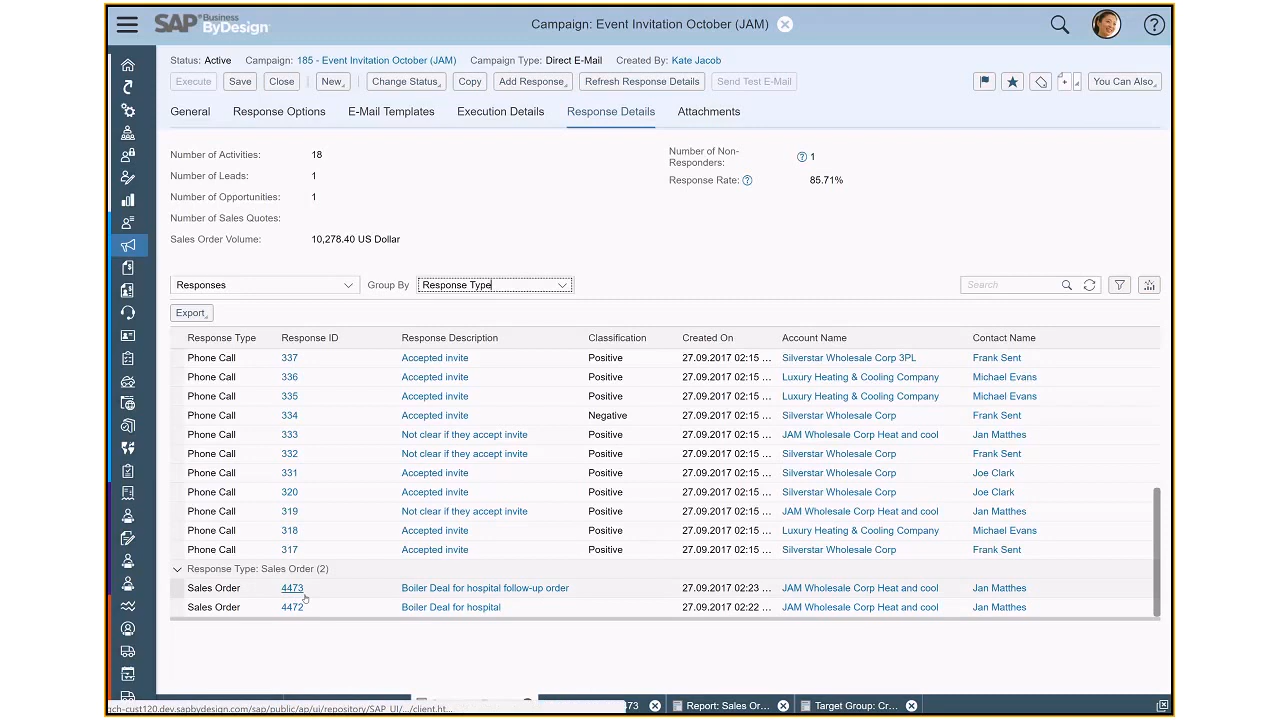 SAP Business ByDesign
Campaign: Event Invitation October (JAM)
Status: Active Campaign: 185 - Event Invitation October (JAM) Campaign Type: Direct E-Mail Created By: Kate Jacob
Execute Save Close New Change Status Copy Add Response Refresh Response Details Send Test E-Mail You Can Also
General Response Options E-Mail Templates Execution Details Response Details Attachments
Number of Activities: 18
Number of Leads: 1
Number of Opportunities: 1
Number of Sales Quotes:
Sales Order Volume: 10,278.40 US Dollar
Number of Non-
Responders: ? 1
Response Rate: ? 85.71%
Responses Group By Response Type Search
Export
Response Type Response ID Response Description Classification Created On Account Name Contact Name
Phone Call 337 Accepted invite Positive 27.09.2017 02:15 ... Silverstar Wholesale Corp 3PL Frank Sent
Phone Call 336 Accepted invite Positive 27.09.2017 02:15 ... Luxury Heating & Cooling Company Michael Evans
Phone Call 335 Accepted invite Positive 27.09.2017 02:15 ... Luxury Heating & Cooling Company Michael Evans
Phone Call 334 Accepted invite Negative 27.09.2017 02:15 ... Silverstar Wholesale Corp Frank Sent
Phone Call 333 Not clear if they accept invite Positive 27.09.2017 02:15 ... JAM Wholesale Corp Heat and cool Jan Matthes
Phone Call 332 Not clear if they accept invite Positive 27.09.2017 02:15 ... Silverstar Wholesale Corp Frank Sent
Phone Call 331 Accepted invite Positive 27.09.2017 02:15 ... Silverstar Wholesale Corp Joe Clark
Phone Call 320 Accepted invite Positive 27.09.2017 02:15 ... Silverstar Wholesale Corp Joe Clark
Phone Call 319 Not clear if they accept invite Positive 27.09.2017 02:15 ... JAM Wholesale Corp Heat and cool Jan Matthes
Phone Call 318 Accepted invite Positive 27.09.2017 02:15 ... Luxury Heating & Cooling Company Michael Evans
Phone Call 317 Accepted invite Positive 27.09.2017 02:15 ... Silverstar Wholesale Corp Frank Sent
Response Type: Sales Order (2)
Sales Order 4473 Boiler Deal for hospital follow-up order 27.09.2017 02:23 ... JAM Wholesale Corp Heat and cool Jan Matthes
Sales Order 4472 Boiler Deal for hospital 27.09.2017 02:22 ... JAM Wholesale Corp Heat and cool Jan Matthes
73 Report: Sales Or... Target Group: Cr...
qch-cust120.dev.sapbydesign.com/sap/public/ap/ui/repository/SAP_UI/.../client.ht...